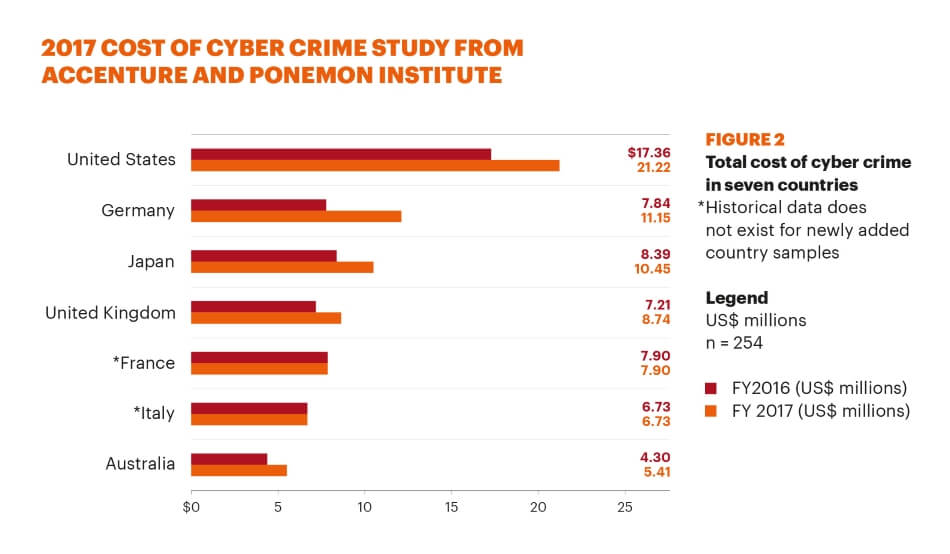 2017 COST OF CYBER CRIME STUDY FROM
ACCENTURE AND PONEMON INSTITUTE
United States
$17.36
21.22
Germany
7.84
11.15
Japan
8.39
10.45
United Kingdom
7.21
8.74
*France
7.90
7.90
*Italy
6.73
6.73
Australia
4.30
5.41
$0 5 10 15 20 25
FIGURE 2
Total cost of cyber crime
in seven countries
*Historical data does
not exist for newly added
country samples
Legend
US$ millions
n = 254
FY2016 (US$ millions)
FY 2017 (US$ millions)